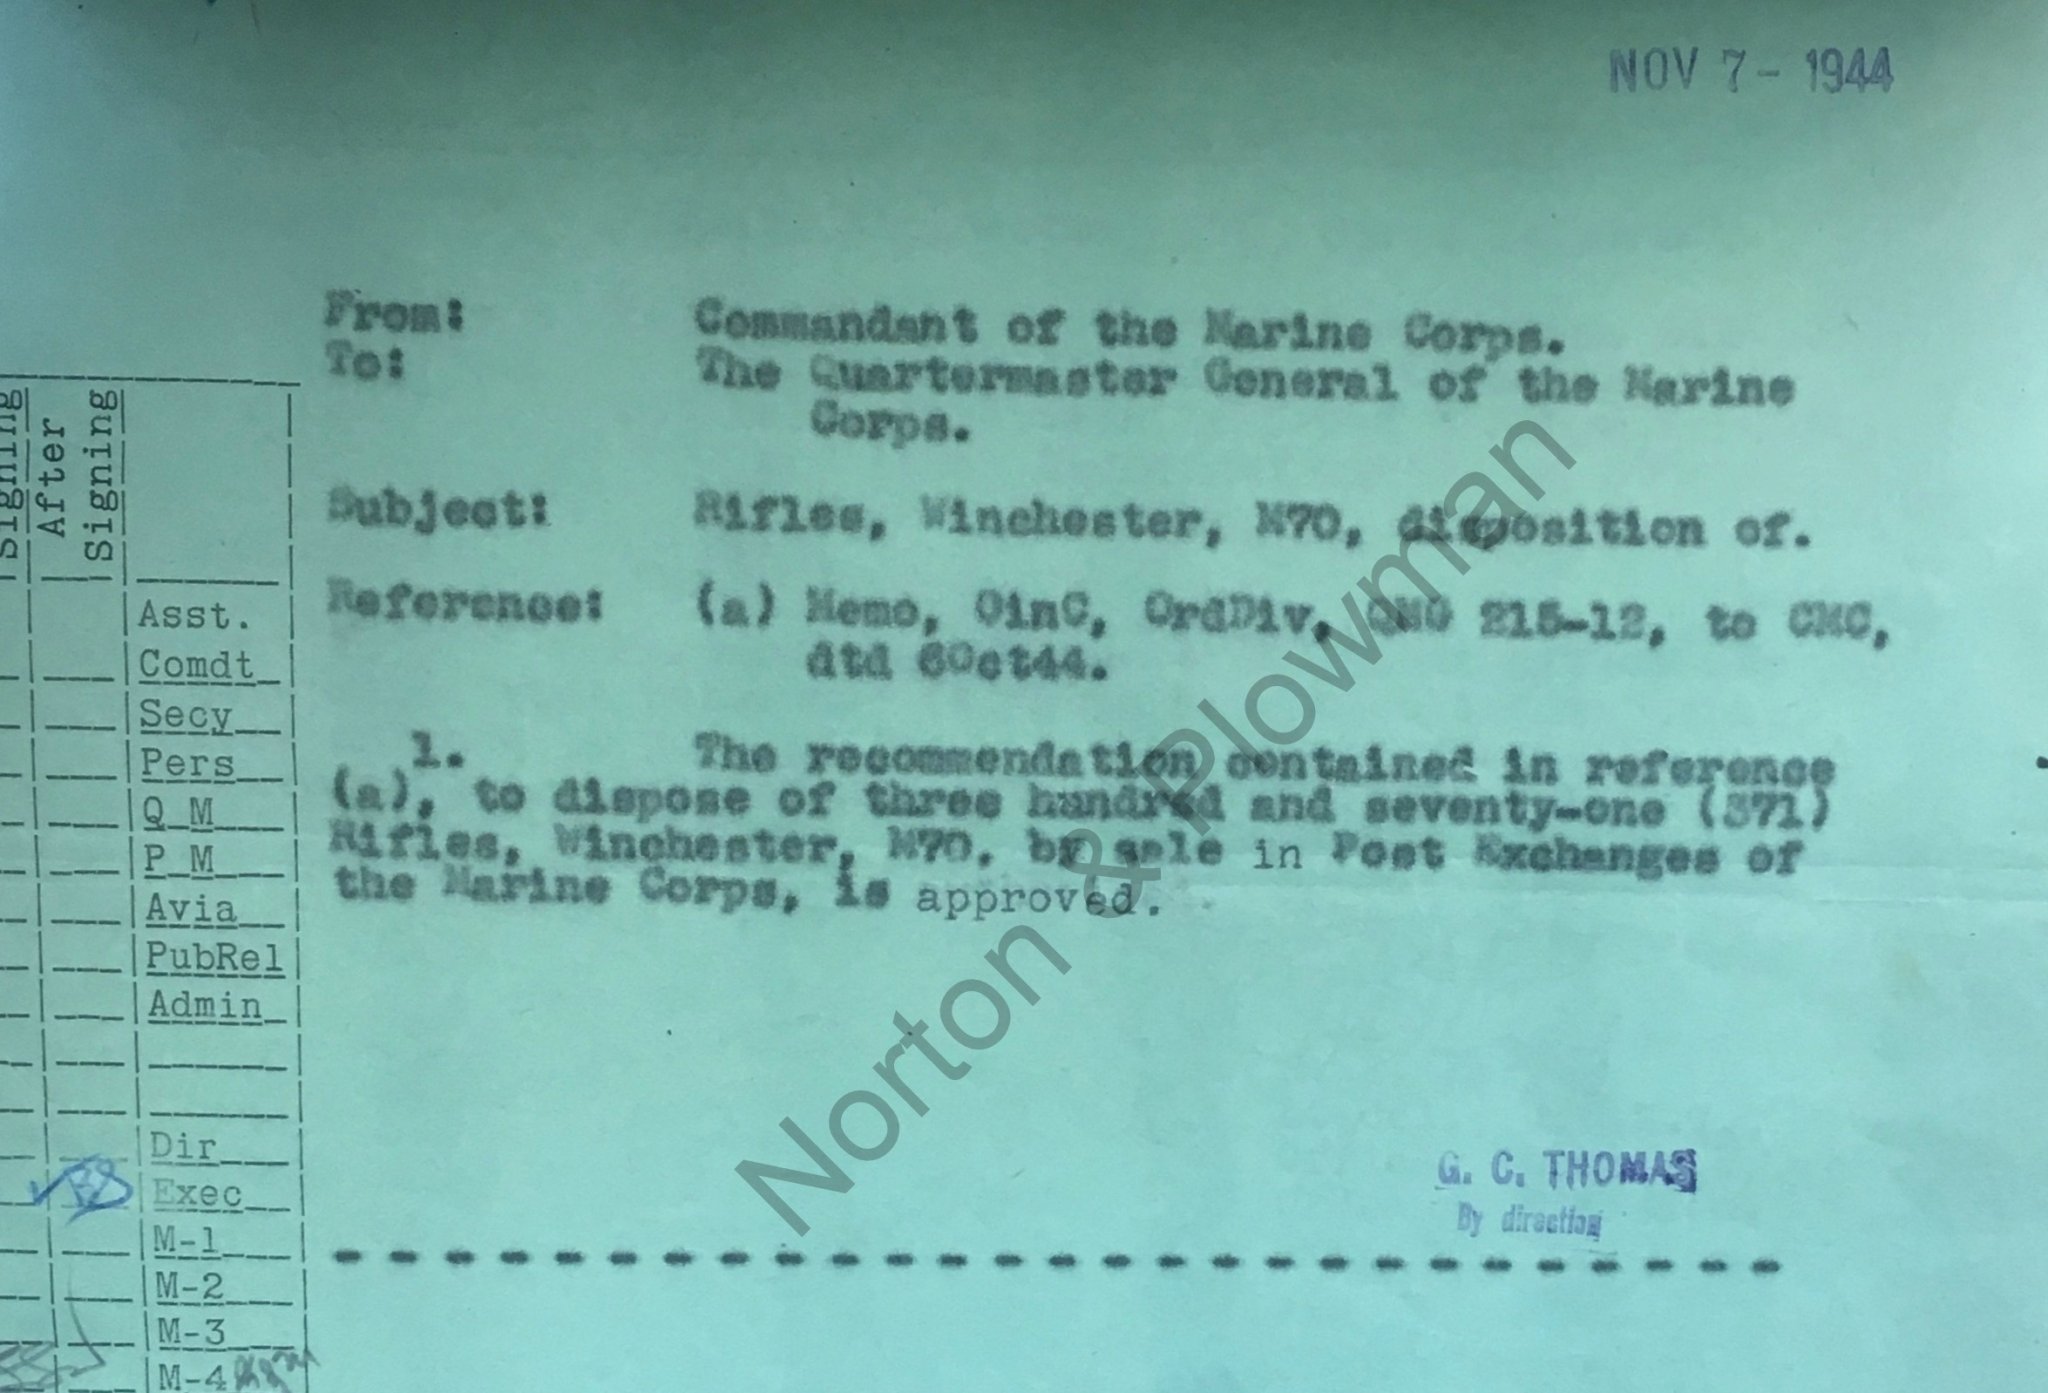 NOV 7 - 1944
From: Commandant of the Marine Corps.
To: The Quartermaster General of the Marine
Corps.
Subject: Rifles, Winchester, M70, disposition of.
Reference: (a) Memo, OinC, OrdDiv, QMG 215-12, to CMC,
dtd 6Oct44.
1. The recommendation contained in reference
(a), to dispose of three hundred and seventy-one (371)
Rifles, Winchester, M70, by sale in Post Exchanges of
the Marine Corps, is approved.
G. C. THOMAS
By direction
Signing
After
Signing
Asst.
Comdt
Secy
Pers
Q M
P M
Avia
PubRel
Admin
Dir
Exec
M-1
M-2
M-3
M-4
Norton & Plowman